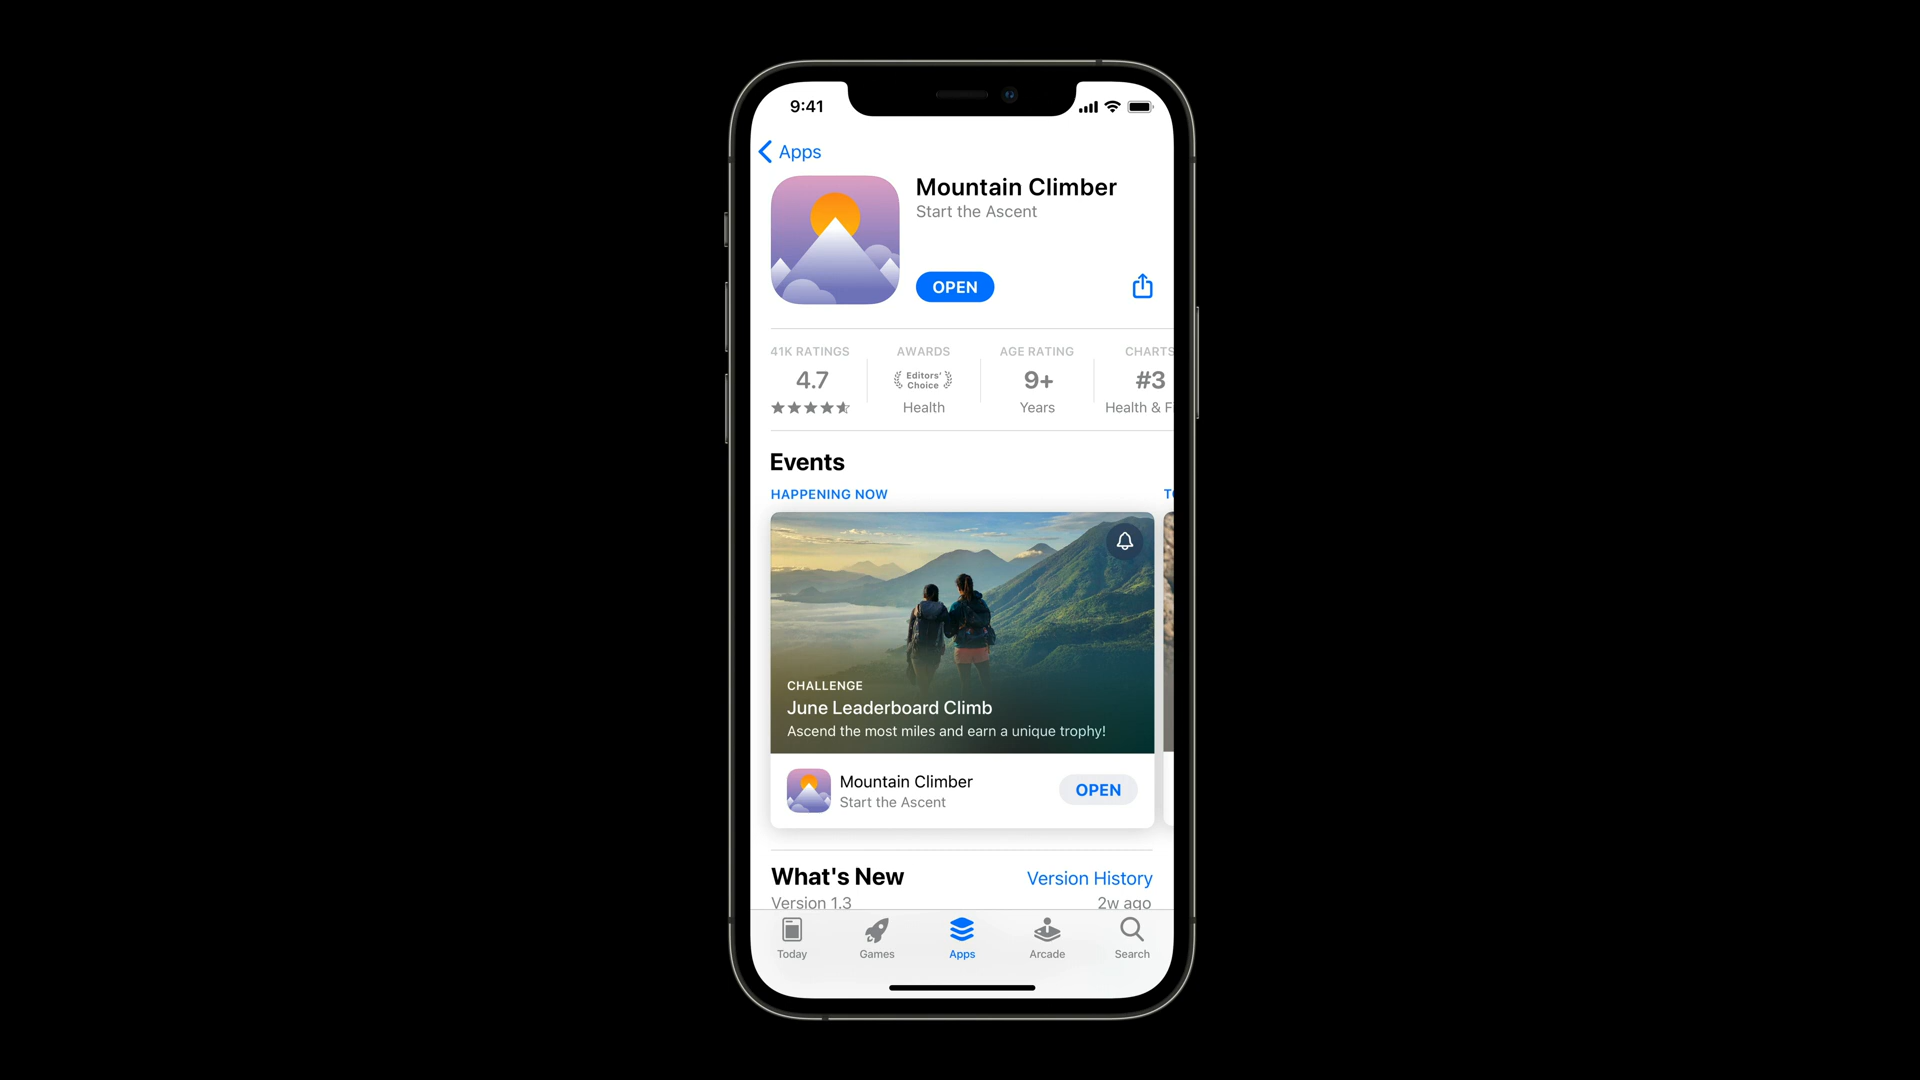 9:41
Apps
Mountain Climber
Start the Ascent
OPEN
41K RATINGS
4.7
AWARDS
Editors'
Choice
Health
AGE RATING
9+
Years
CHARTS
#3
Health & F
Events
HAPPENING NOW
CHALLENGE
June Leaderboard Climb
Ascend the most miles and earn a unique trophy!
Mountain Climber
Start the Ascent
OPEN
What's New
Version History
Version 1.3
2w ago
Today
Games
Apps
Arcade
Search